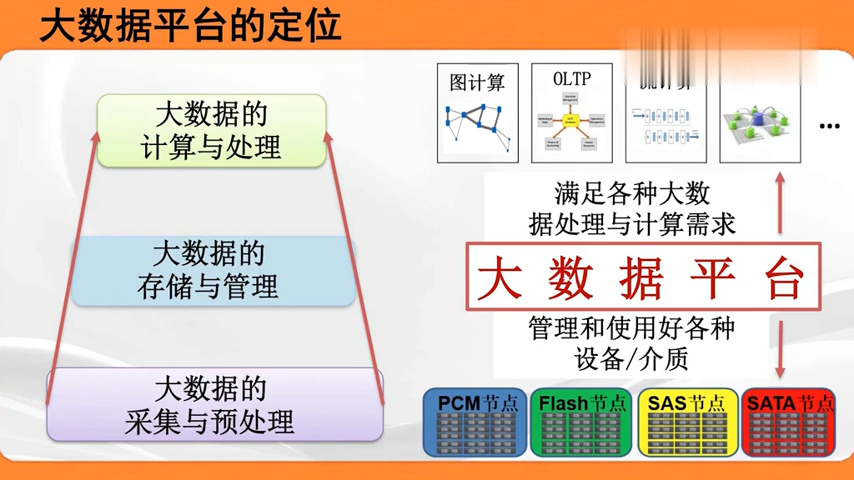 大数据平台的定位
大数据的
计算与处理
大数据的
存储与管理
大数据的
采集与预处理
图计算
OLTP
流计算
...
满足各种大数
据处理与计算需求
大数据平台
管理和使用好各种
设备/介质
PCM节点
Flash节点
SAS节点
SATA节点